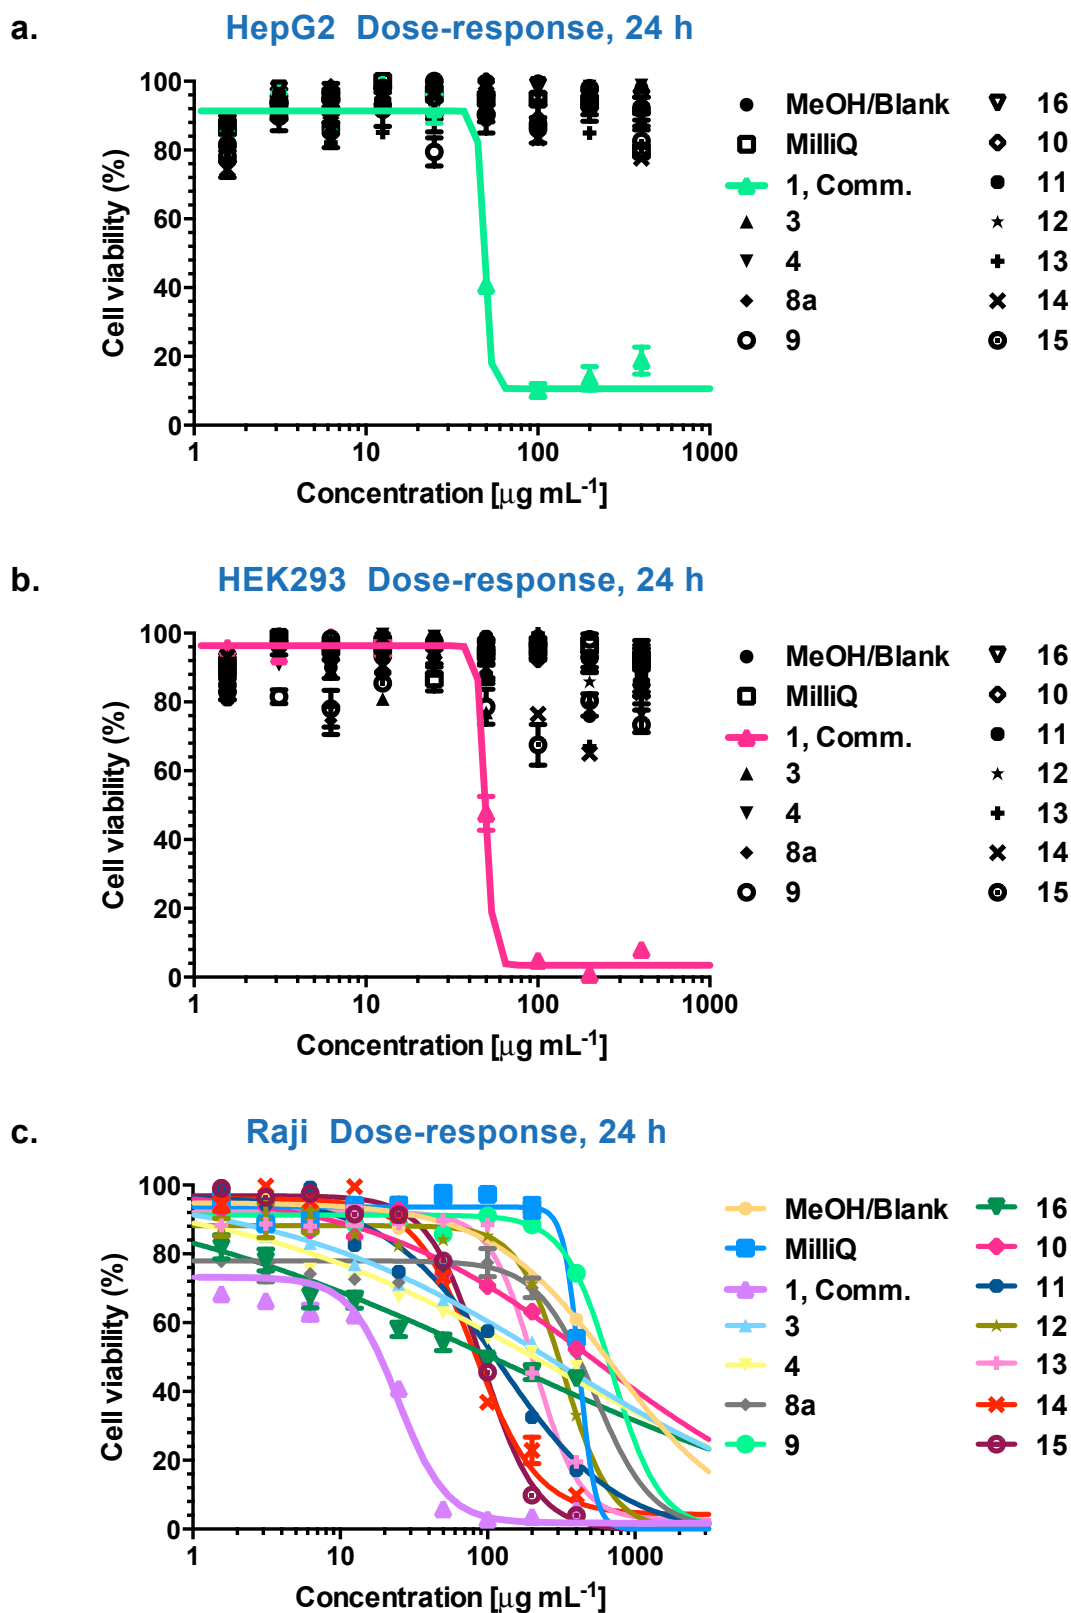 a.
HepG2 Dose-response, 24 h
Cell viability (%)
100
80
60
40
20
0
1
10
100
1000
Concentration [μg mL⁻¹]
MeOH/Blank
MilliQ
1, Comm.
3
4
8a
9
16
10
11
12
13
14
15
b.
HEK293 Dose-response, 24 h
Cell viability (%)
100
80
60
40
20
0
1
10
100
1000
Concentration [μg mL⁻¹]
MeOH/Blank
MilliQ
1, Comm.
3
4
8a
9
16
10
11
12
13
14
15
c.
Raji Dose-response, 24 h
Cell viability (%)
100
80
60
40
20
0
1
10
100
1000
Concentration [μg mL⁻¹]
MeOH/Blank
MilliQ
1, Comm.
3
4
8a
9
16
10
11
12
13
14
15